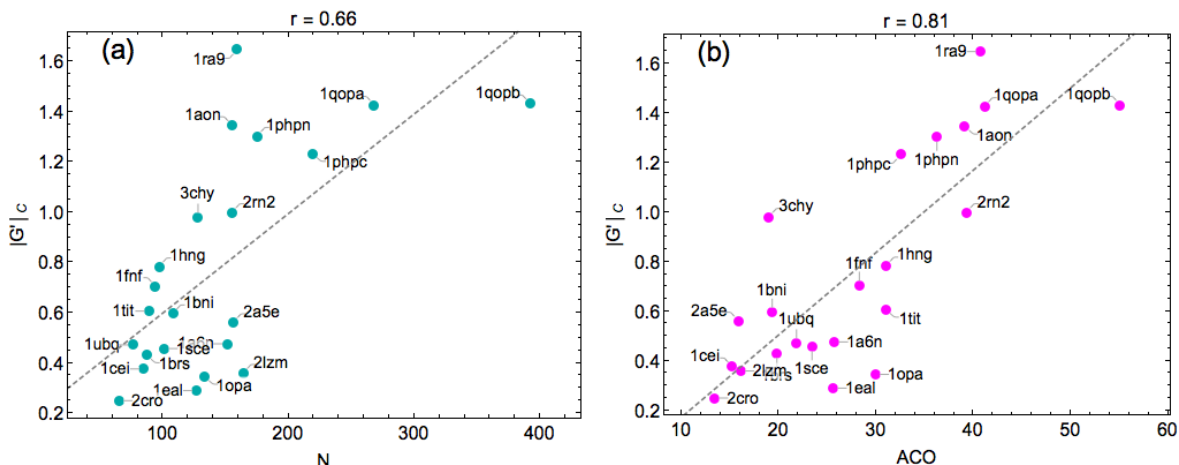 r = 0.66
(a)
1.6
1.4
1.2
1.0
0.8
0.6
0.4
0.2
|G'| c
1ra9
1qopa
1qopb
1aon
1phpn
1phpc
3chy
2rn2
1hng
1fnf
1tit
1bni
2a5e
1ubq
1sce
1a6n
1cei
1brs
2lzm
1eal
1opa
2cro
100
200
300
400
N
r = 0.81
(b)
1.6
1.4
1.2
1.0
0.8
0.6
0.4
0.2
|G'| c
1ra9
1qopa
1qopb
1aon
1phpc
1phpn
3chy
2rn2
1hng
1fnf
1bni
2a5e
1ubq
1tit
1cei
1a6n
2lzm
1brs
1sce
1opa
1eal
2cro
10
20
30
40
50
60
ACO